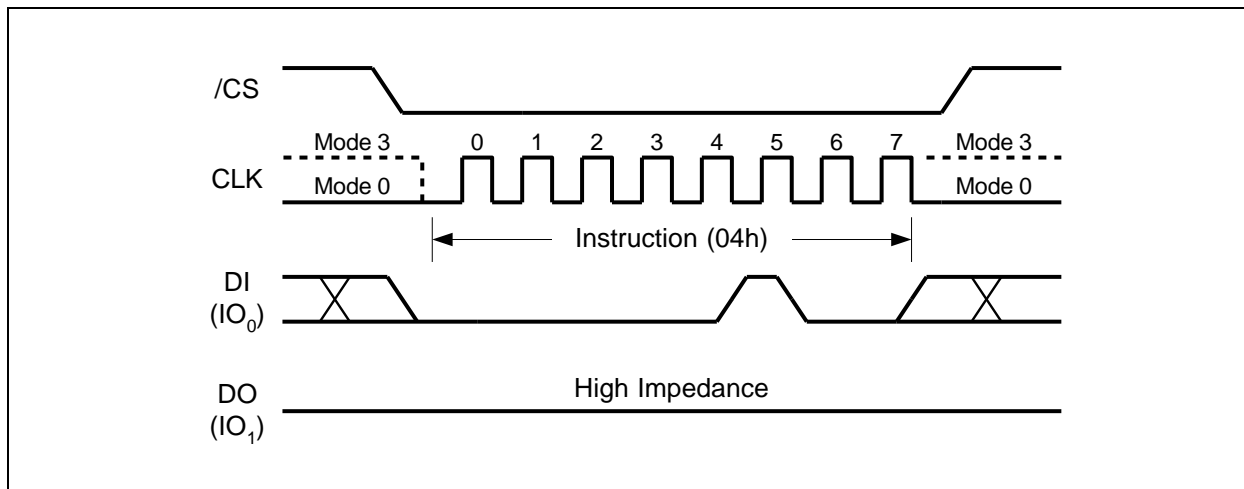 /CS
Mode 3 0 1 2 3 4 5 6 7 Mode 3
CLK
Mode 0 Mode 0
Instruction (04h)
DI
(IO₀)
High Impedance
DO
(IO₁)